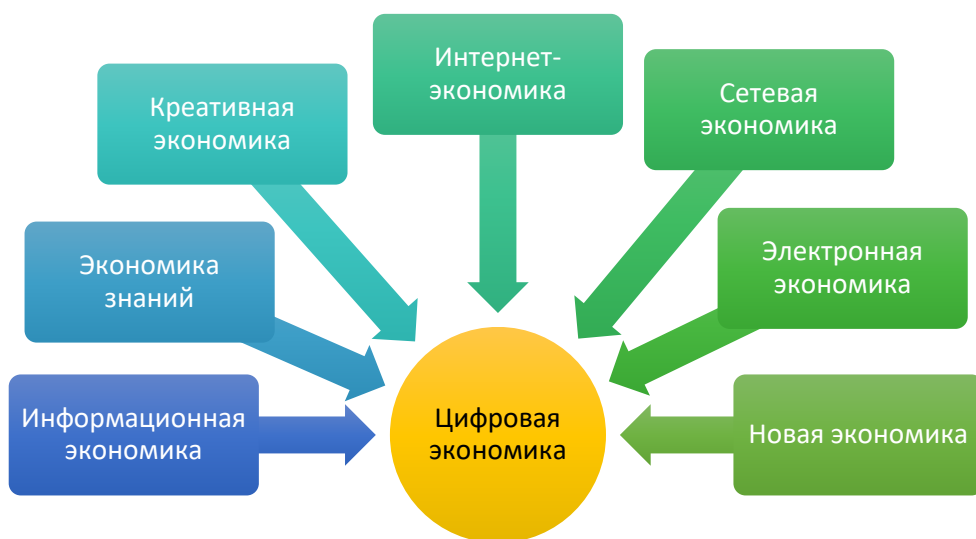 Интернет-
экономика
Креативная
экономика
Сетевая
экономика
Экономика
знаний
Электронная
экономика
Информационная
экономика
Цифровая
экономика
Новая экономика